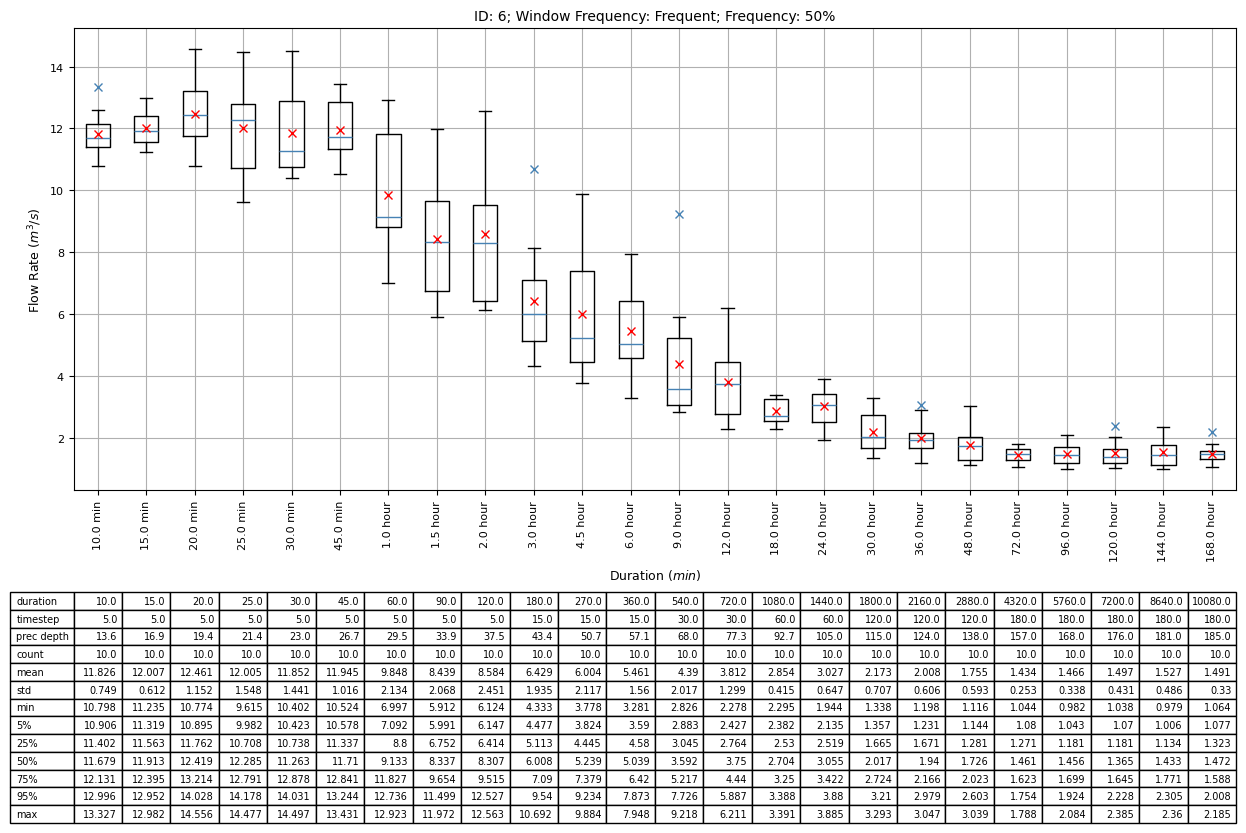 ID: 6; Window Frequency: Frequent; Frequency: 50%
14
12
10
8
6
4
2
Flow Rate (m³/s)
10.0 min 15.0 min 20.0 min 25.0 min 30.0 min 45.0 min 1.0 hour 1.5 hour 2.0 hour 3.0 hour 4.5 hour 6.0 hour 9.0 hour 12.0 hour 18.0 hour 24.0 hour 30.0 hour 36.0 hour 48.0 hour 72.0 hour 96.0 hour 120.0 hour 144.0 hour 168.0 hour
Duration (min)
duration 10.0 15.0 20.0 25.0 30.0 45.0 60.0 90.0 120.0 180.0 270.0 360.0 540.0 720.0 1080.0 1440.0 1800.0 2160.0 2880.0 4320.0 5760.0 7200.0 8640.0 10080.0
timestep 5.0 5.0 5.0 5.0 5.0 5.0 5.0 5.0 5.0 15.0 15.0 15.0 30.0 30.0 60.0 60.0 120.0 120.0 120.0 180.0 180.0 180.0 180.0 180.0
prec depth 13.6 16.9 19.4 21.4 23.0 26.7 29.5 33.9 37.5 43.4 50.7 57.1 68.0 77.3 92.7 105.0 115.0 124.0 138.0 157.0 168.0 176.0 181.0 185.0
count 10.0 10.0 10.0 10.0 10.0 10.0 10.0 10.0 10.0 10.0 10.0 10.0 10.0 10.0 10.0 10.0 10.0 10.0 10.0 10.0 10.0 10.0 10.0 10.0
mean 11.826 12.007 12.461 12.005 11.852 11.945 9.848 8.439 8.584 6.429 6.004 5.461 4.39 3.812 2.854 3.027 2.173 2.008 1.755 1.434 1.466 1.497 1.527 1.491
std 0.749 0.612 1.152 1.548 1.441 1.016 2.134 2.068 2.451 1.935 2.117 1.56 2.017 1.299 0.415 0.647 0.707 0.606 0.593 0.253 0.338 0.431 0.486 0.33
min 10.798 11.235 10.774 9.615 10.402 10.524 6.997 5.912 6.124 4.333 3.778 3.281 2.826 2.278 2.295 1.944 1.338 1.198 1.116 1.044 0.982 1.038 0.979 1.064
5% 10.906 11.319 10.895 9.982 10.423 10.578 7.092 5.991 6.147 4.477 3.824 3.59 2.883 2.427 2.382 2.135 1.357 1.231 1.144 1.08 1.043 1.07 1.006 1.077
25% 11.402 11.563 11.762 10.708 10.738 11.337 8.8 6.752 6.414 5.113 4.445 4.58 3.045 2.764 2.53 2.519 1.665 1.671 1.281 1.271 1.181 1.181 1.134 1.323
50% 11.679 11.913 12.419 12.285 11.263 11.71 9.133 8.337 8.307 6.008 5.239 5.039 3.592 3.75 2.704 3.055 2.017 1.94 1.726 1.461 1.456 1.365 1.433 1.472
75% 12.131 12.395 13.214 12.791 12.878 12.841 11.827 9.654 9.515 7.09 7.379 6.42 5.217 4.44 3.25 3.422 2.724 2.166 2.023 1.623 1.699 1.645 1.771 1.588
95% 12.996 12.952 14.028 14.178 14.031 13.244 12.736 11.499 12.527 9.54 9.234 7.873 7.726 5.887 3.388 3.88 3.21 2.979 2.603 1.754 1.924 2.228 2.305 2.008
max 13.327 12.982 14.556 14.477 14.497 13.431 12.923 11.972 12.563 10.692 9.884 7.948 9.218 6.211 3.391 3.885 3.293 3.047 3.039 1.788 2.084 2.385 2.36 2.185